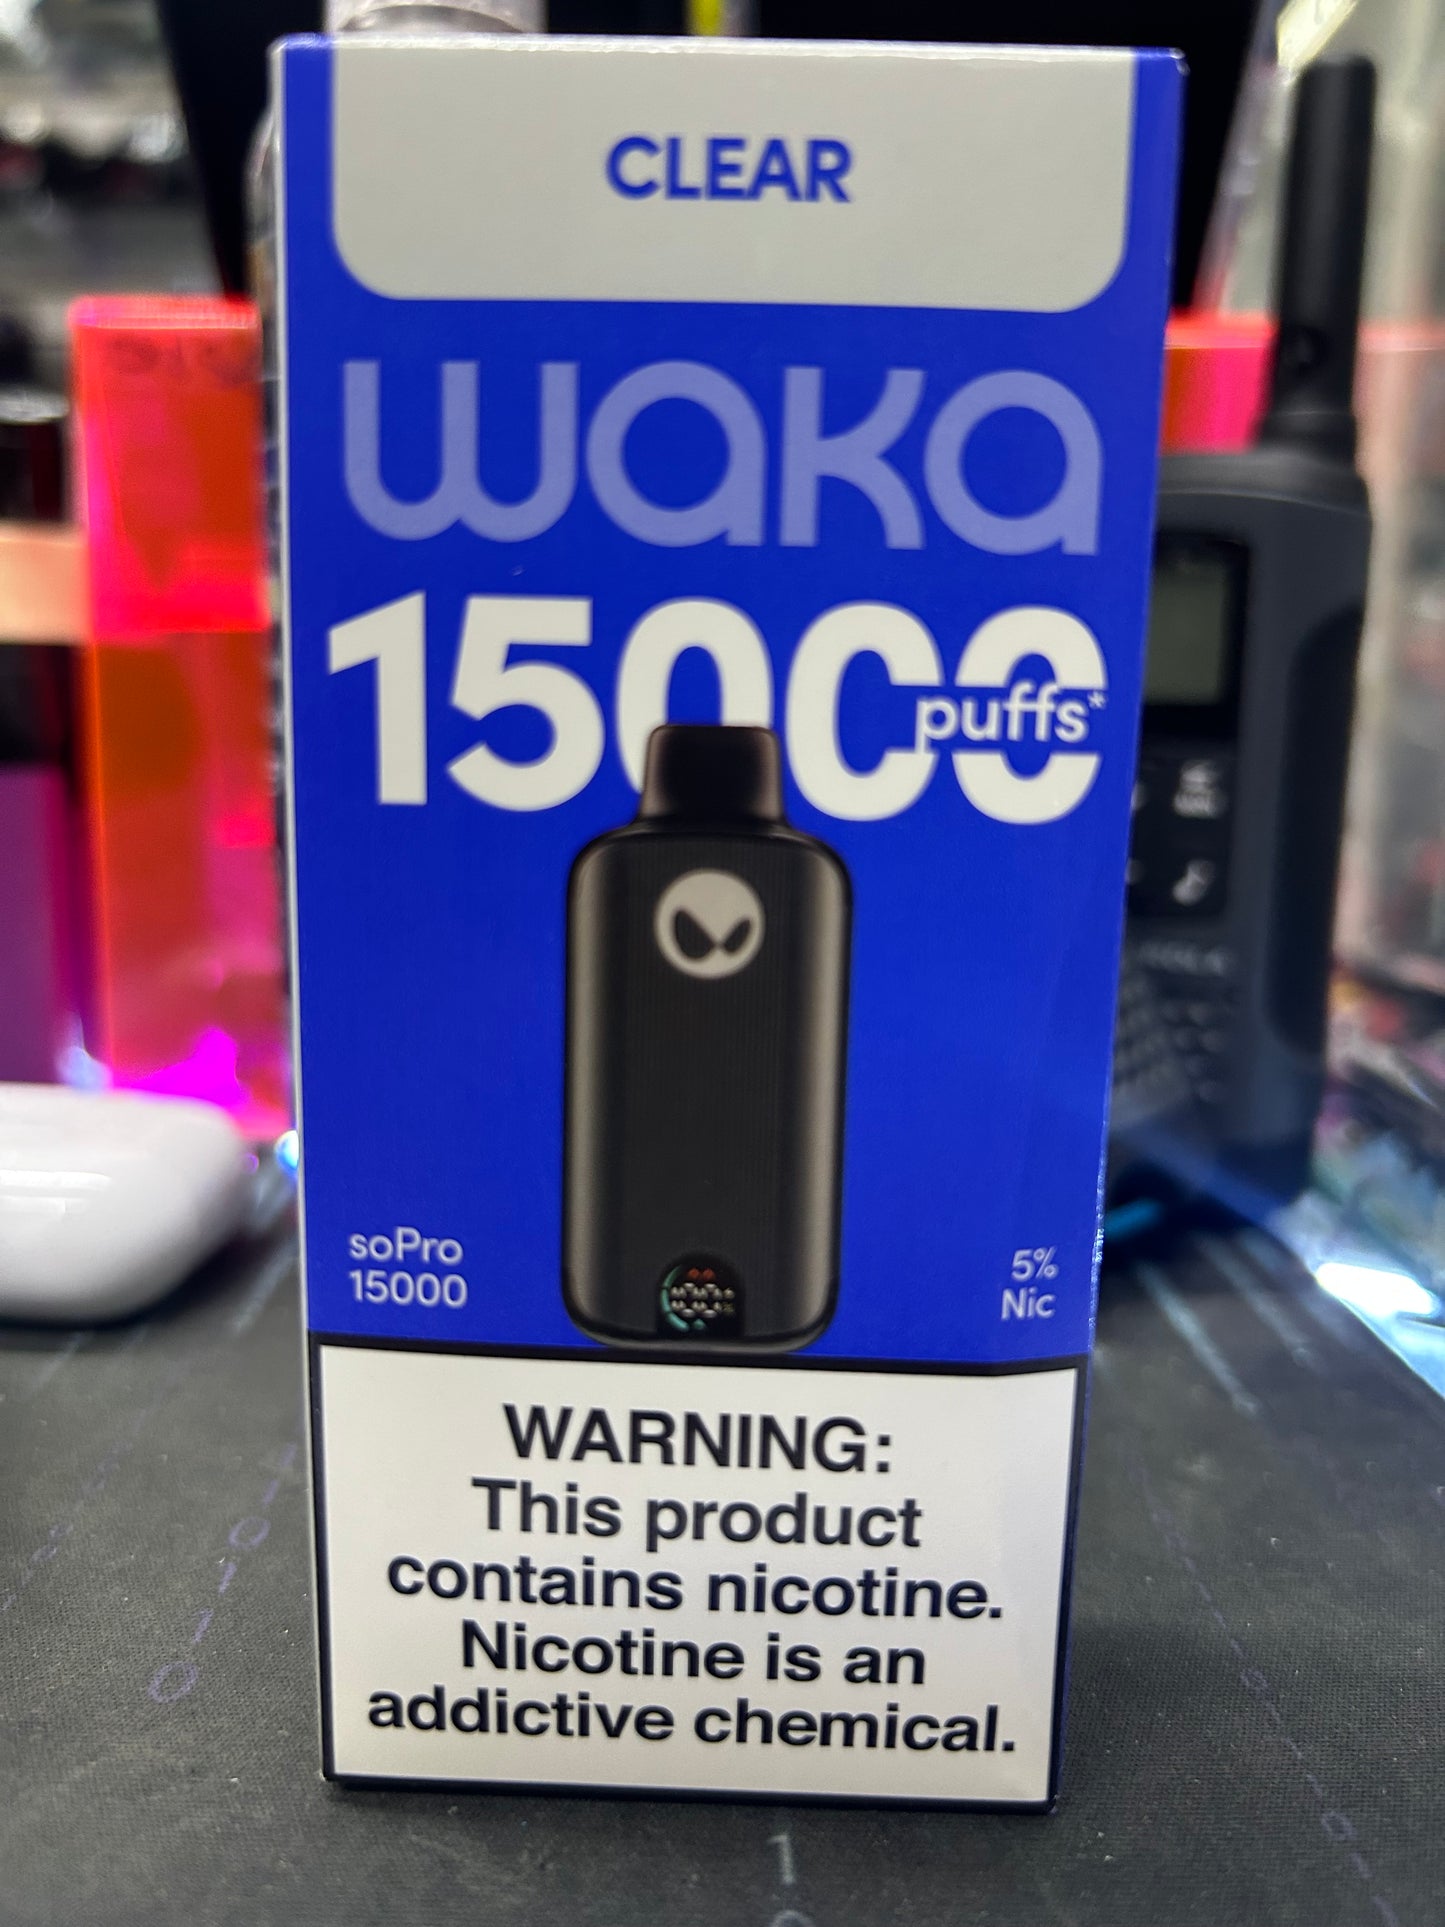 CLEAR
waka
15000
puffs*
soPro
15000
5%
Nic
WARNING:
This product
contains nicotine.
Nicotine is an
addictive chemical.